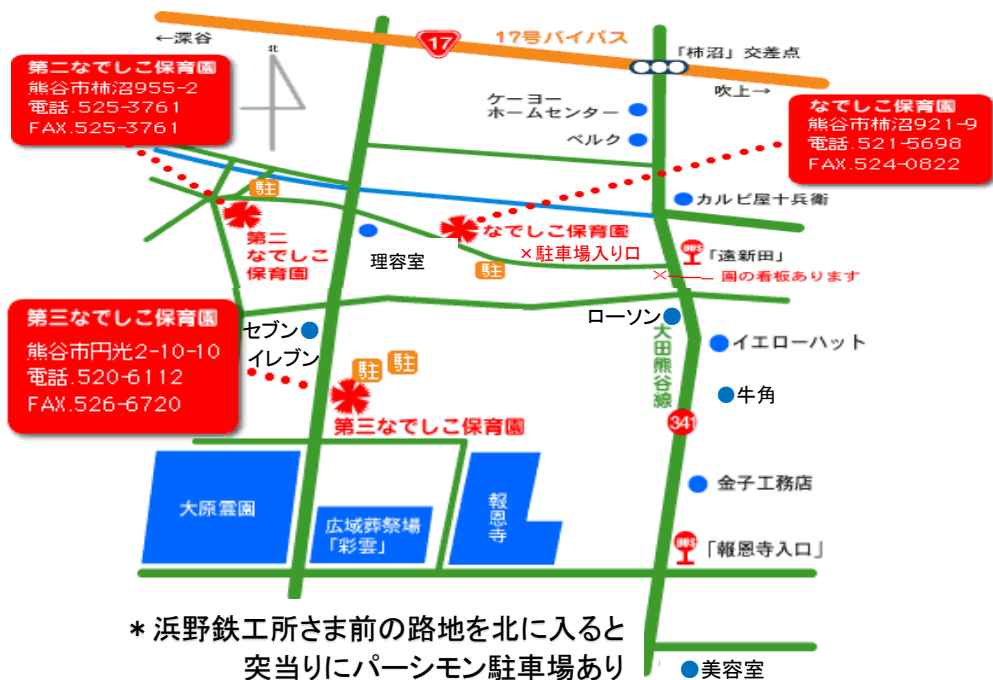 ←深谷
17
17号バイパス
「柿沼」交差点
吹上→
北
第二なでしこ保育園
熊谷市柿沼955-2
電話.525-3761
FAX.525-3761
ケーヨー
ホームセンター
ベルク
なでしこ保育園
熊谷市柿沼921-9
電話.521-5698
FAX.524-0822
駐
カルビ屋十兵衛
第二
なでしこ
保育園
理容室
なでしこ保育園
×駐車場入り口
駐
BUS
「遠新田」
×
園の看板あります
第三なでしこ保育園
熊谷市円光2-10-10
電話.520-6112
FAX.526-6720
セブン
イレブン
ローソン
大田熊谷線
イエローハット
駐
駐
牛角
第三なでしこ保育園
341
大原霊園
広域葬祭場
「彩雲」
報恩寺
金子工務店
BUS
「報恩寺入口」
*浜野鉄工所さま前の路地を北に入ると
突当りにパーシモン駐車場あり
美容室